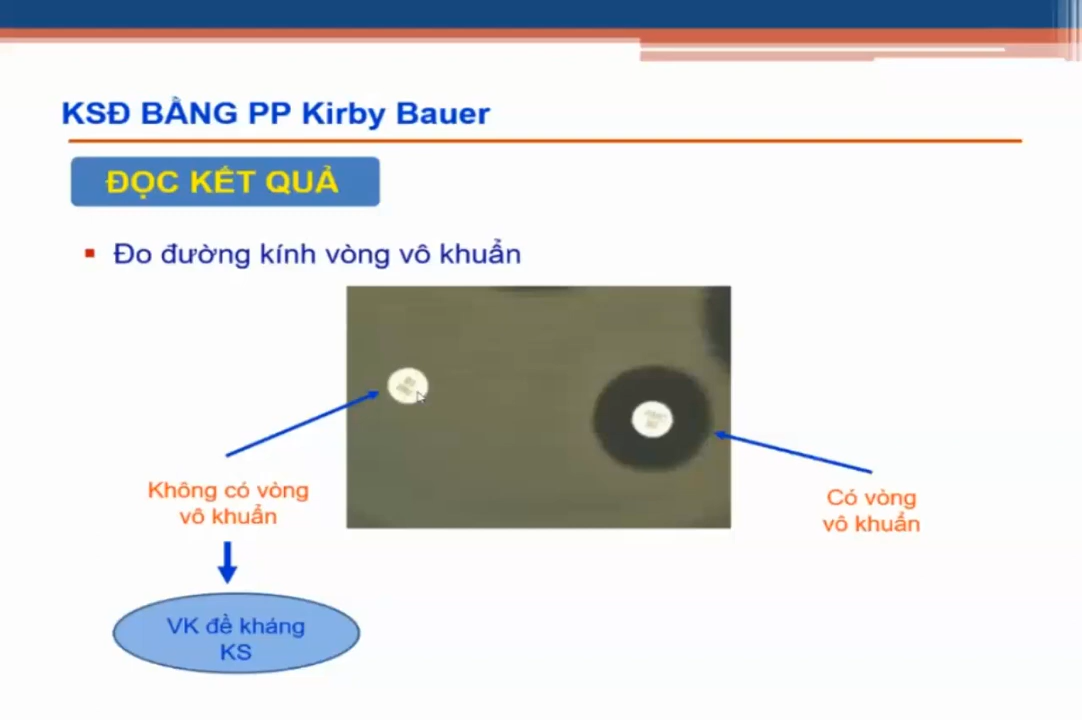 KSĐ BẰNG PP Kirby Bauer
ĐỌC KẾT QUẢ
Đo đường kính vòng vô khuẩn
Không có vòng
vô khuẩn
Có vòng
vô khuẩn
VK đề kháng
KS